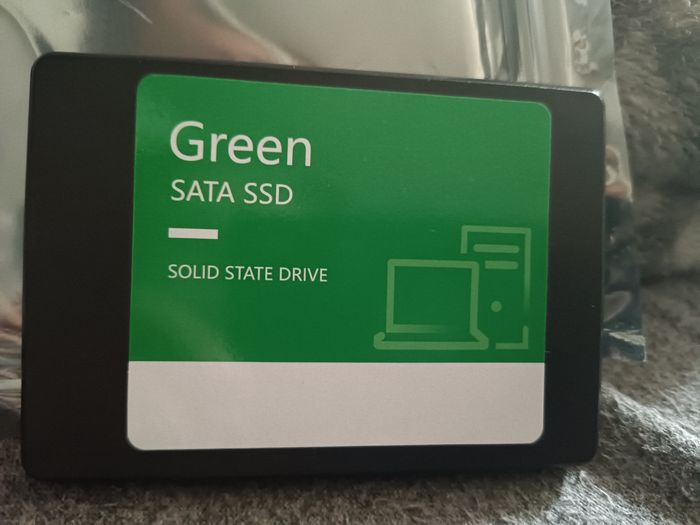 Green
SATA SSD
SOLID STATE DRIVE